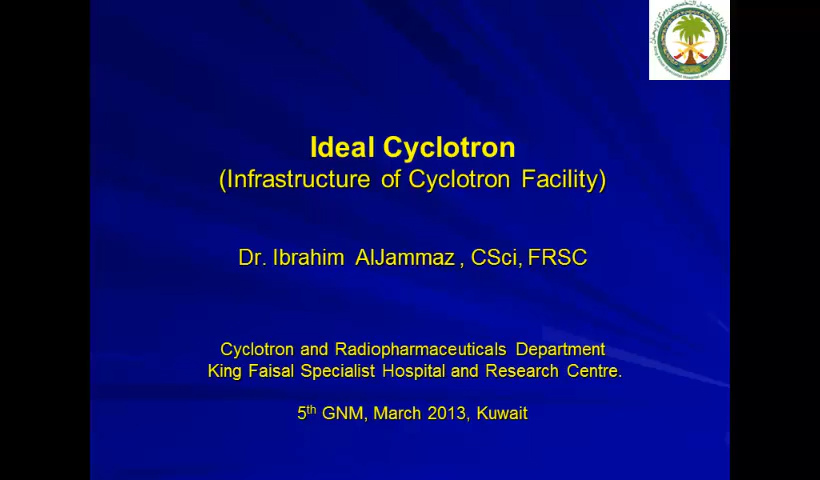 Ideal Cyclotron
(Infrastructure of Cyclotron Facility)
Dr. Ibrahim AlJammaz , CSci, FRSC
Cyclotron and Radiopharmaceuticals Department
King Faisal Specialist Hospital and Research Centre.
5th GNM, March 2013, Kuwait